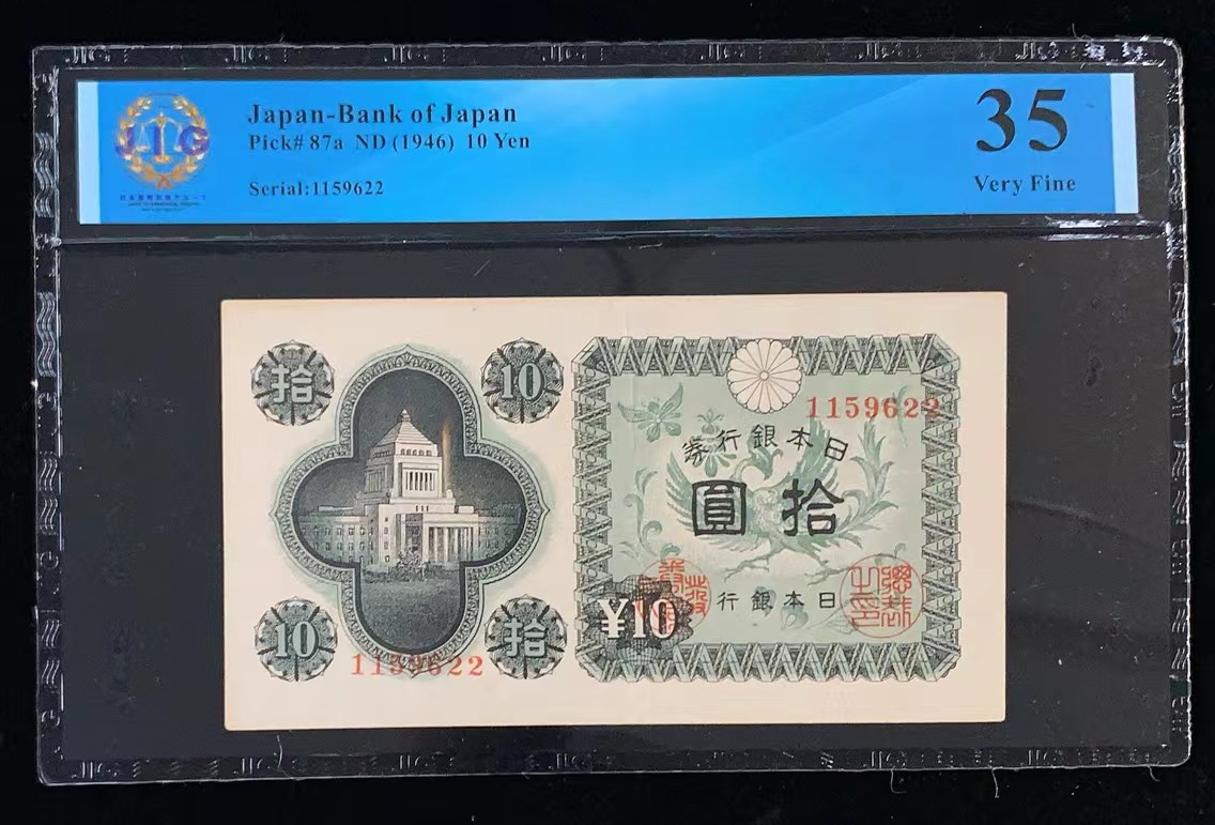 JIG
Japan-Bank of Japan
Pick# 87a ND (1946) 10 Yen
Serial:1159622
35
Very Fine
拾
10
1159622
券行銀本日
圓拾
行銀本日
¥10
10
拾
1159622